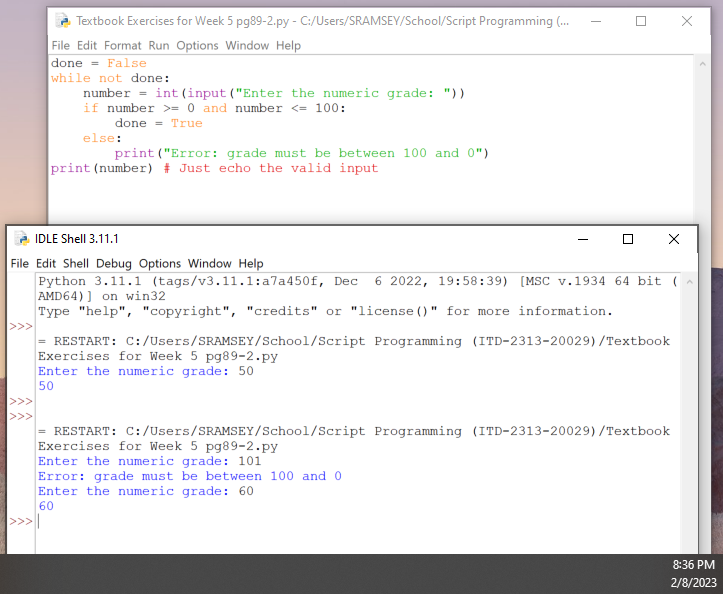 Textbook Exercises for Week 5 pg89-2.py - C:/Users/SRAMSEY/School/Script Programming (...
File Edit Format Run Options Window Help
done = False
while not done:
    number = int(input("Enter the numeric grade: "))
    if number >= 0 and number <= 100:
        done = True
    else:
        print("Error: grade must be between 100 and 0")
print(number) # Just echo the valid input
IDLE Shell 3.11.1
File Edit Shell Debug Options Window Help
Python 3.11.1 (tags/v3.11.1:a7a450f, Dec  6 2022, 19:58:39) [MSC v.1934 64 bit (
AMD64)] on win32
Type "help", "copyright", "credits" or "license()" for more information.
>>>
= RESTART: C:/Users/SRAMSEY/School/Script Programming (ITD-2313-20029)/Textbook
Exercises for Week 5 pg89-2.py
Enter the numeric grade: 50
50
>>>
>>>
= RESTART: C:/Users/SRAMSEY/School/Script Programming (ITD-2313-20029)/Textbook
Exercises for Week 5 pg89-2.py
Enter the numeric grade: 101
Error: grade must be between 100 and 0
Enter the numeric grade: 60
60
>>>
8:36 PM
2/8/2023